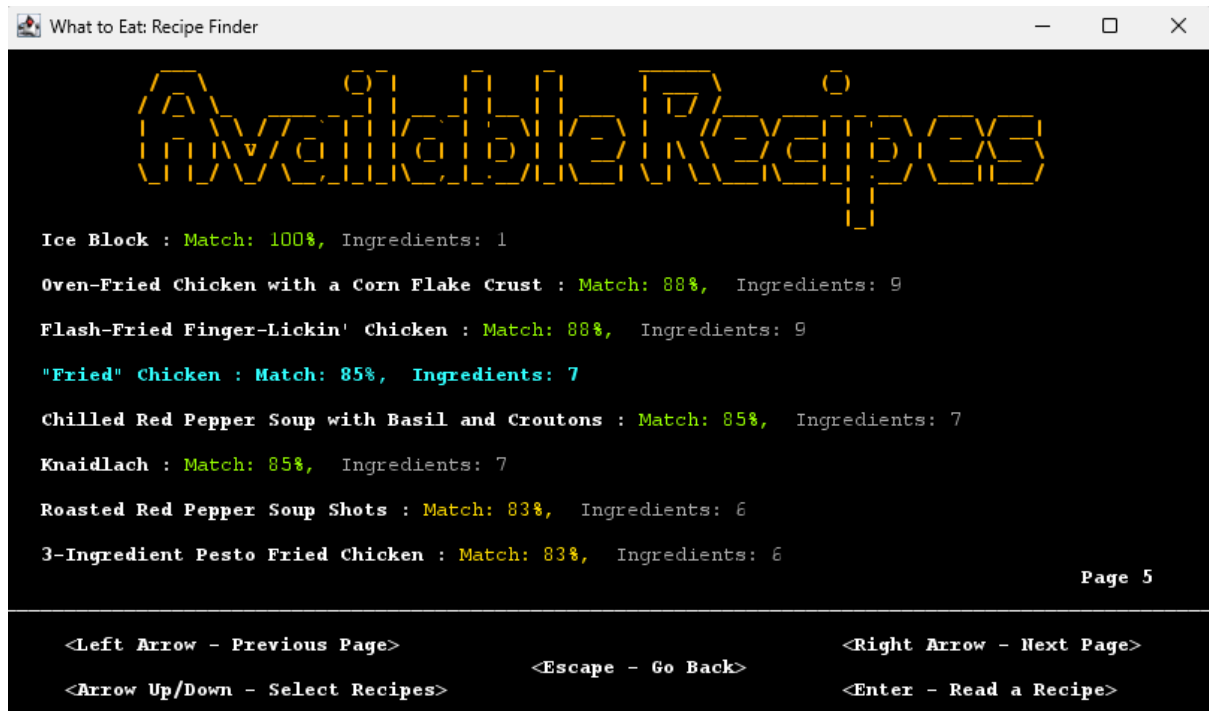 What to Eat: Recipe Finder
Available Recipes
Ice Block : Match: 100%, Ingredients: 1
Oven-Fried Chicken with a Corn Flake Crust : Match: 88%, Ingredients: 9
Flash-Fried Finger-Lickin' Chicken : Match: 88%, Ingredients: 9
"Fried" Chicken : Match: 85%, Ingredients: 7
Chilled Red Pepper Soup with Basil and Croutons : Match: 85%, Ingredients: 7
Knaidlach : Match: 85%, Ingredients: 7
Roasted Red Pepper Soup Shots : Match: 83%, Ingredients: 6
3-Ingredient Pesto Fried Chicken : Match: 83%, Ingredients: 6
Page 5
<Left Arrow - Previous Page>
<Right Arrow - Next Page>
<Escape - Go Back>
<Arrow Up/Down - Select Recipes>
<Enter - Read a Recipe>